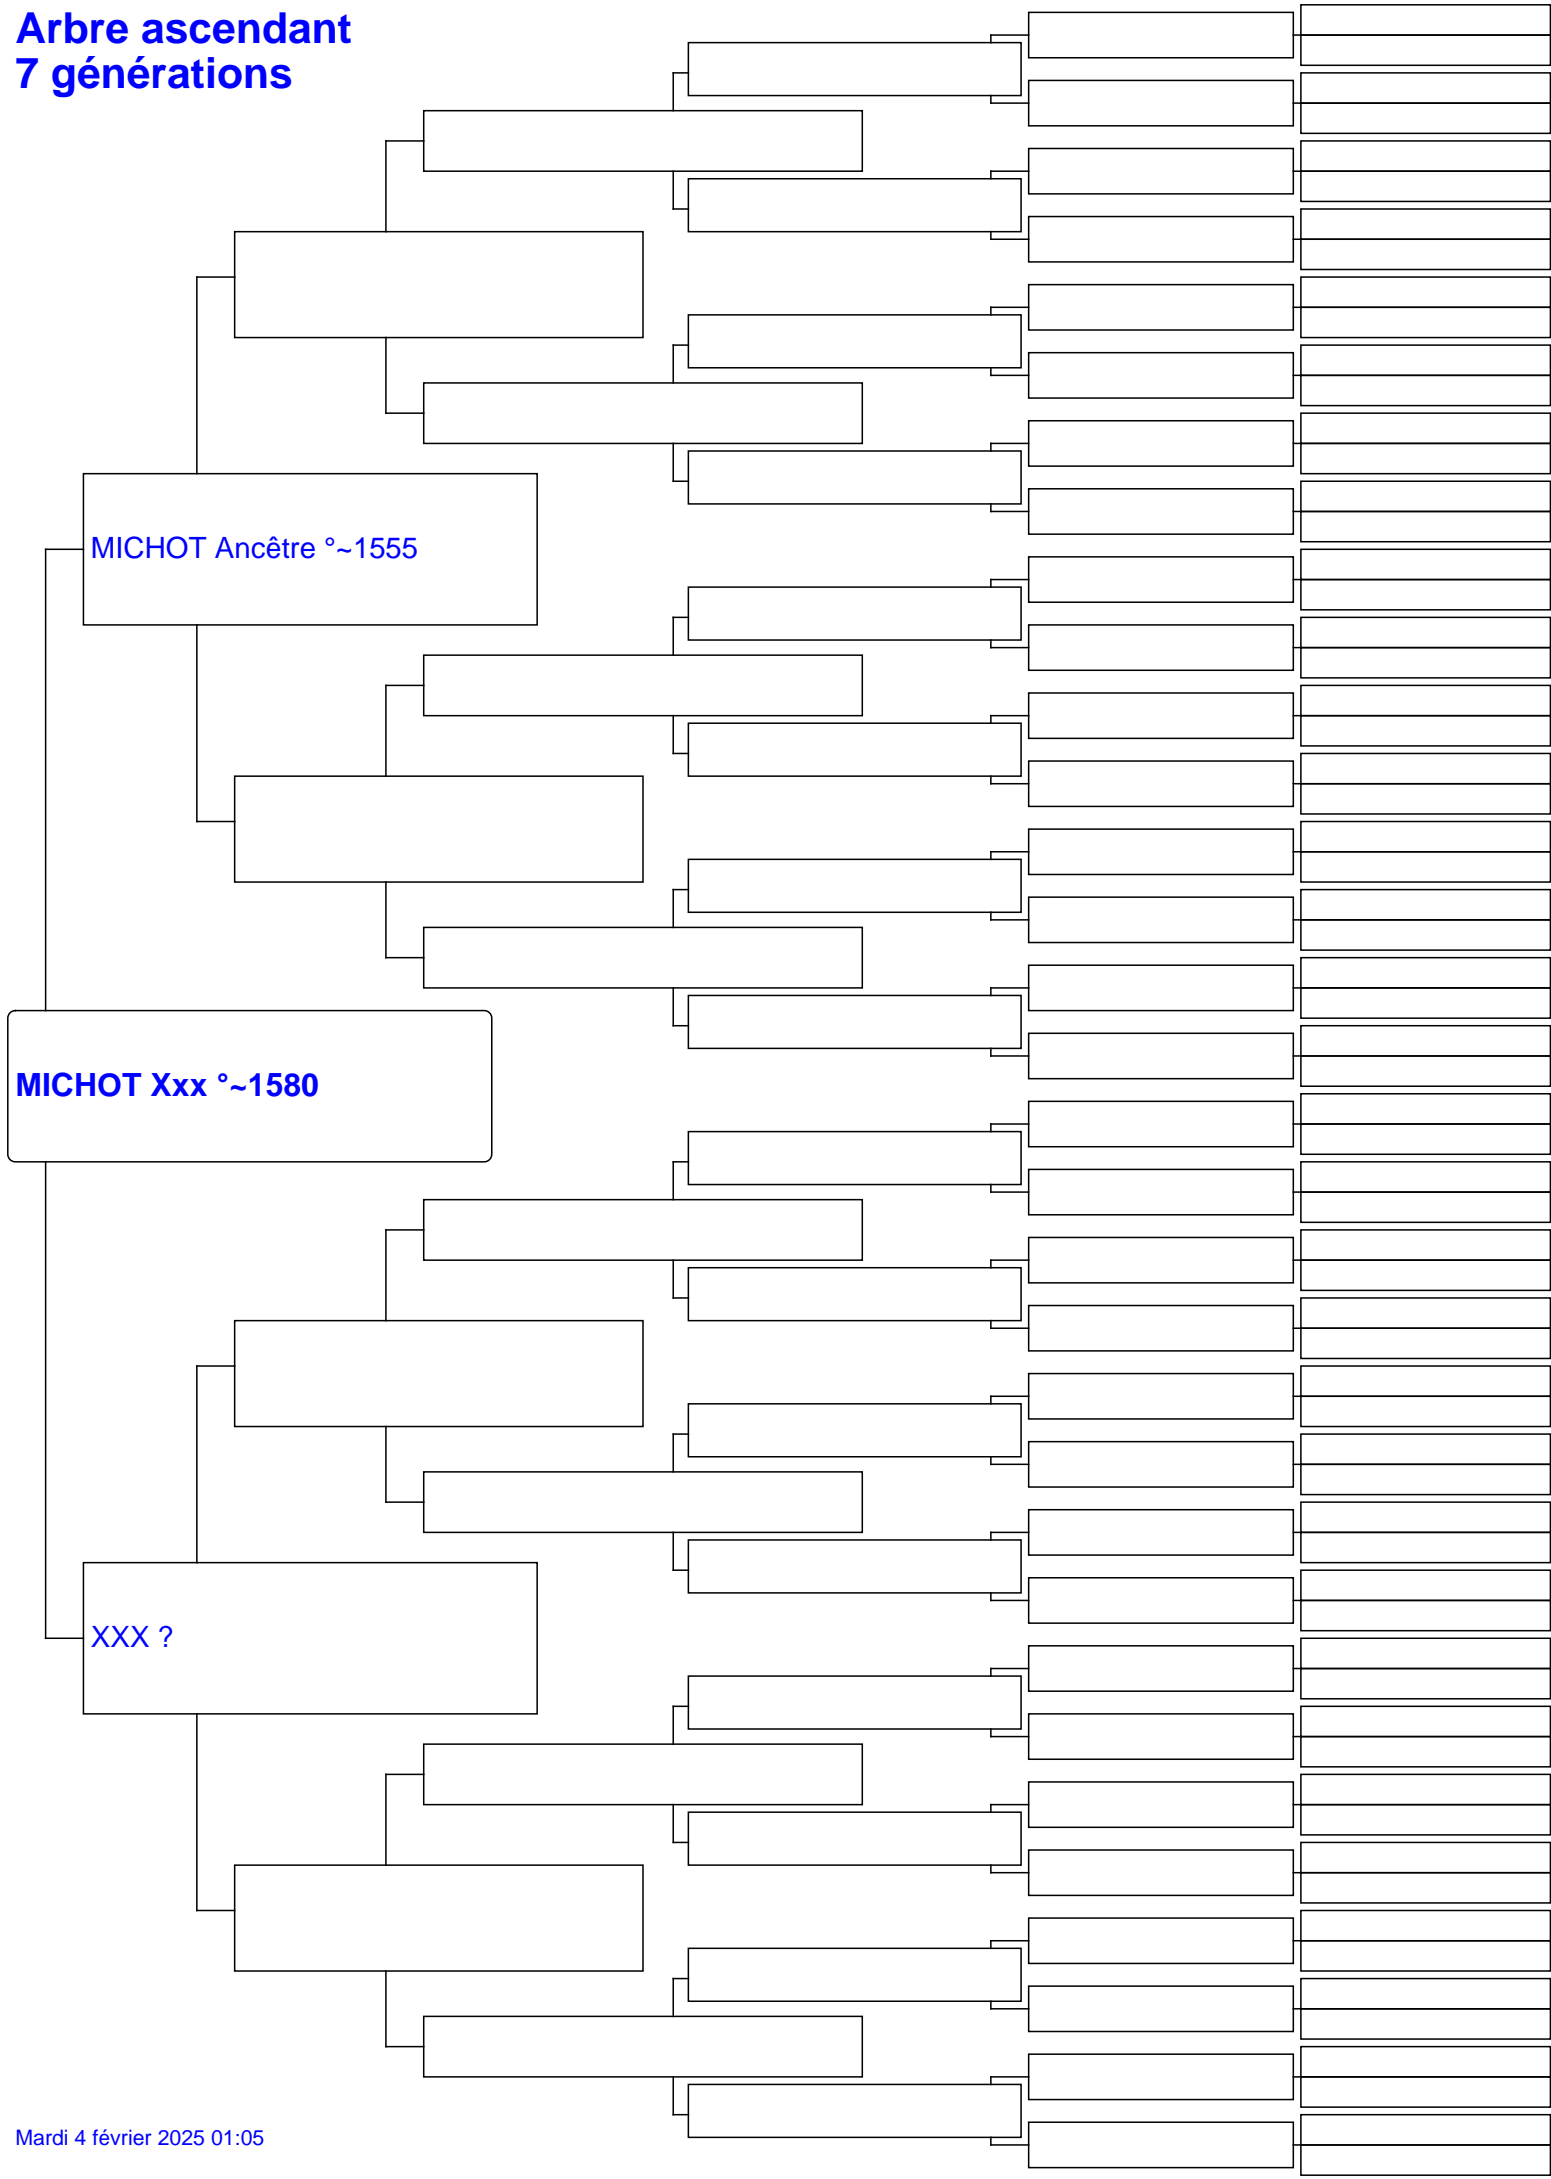 Arbre ascendant
7 générations
MICHOT Ancêtre °~1555
MICHOT Xxx °~1580
XXX ?
Mardi 4 février 2025 01:05